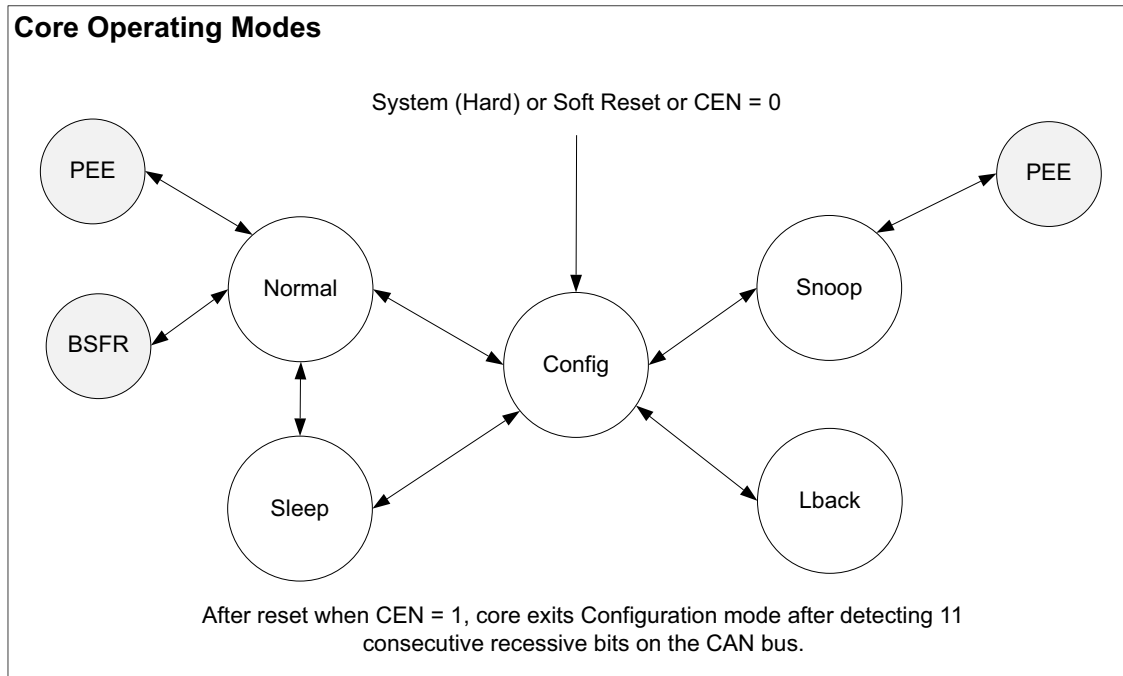 Core Operating Modes
System (Hard) or Soft Reset or CEN = 0
PEE
PEE
Normal
Snoop
BSFR
Config
Sleep
Lback
After reset when CEN = 1, core exits Configuration mode after detecting 11
consecutive recessive bits on the CAN bus.